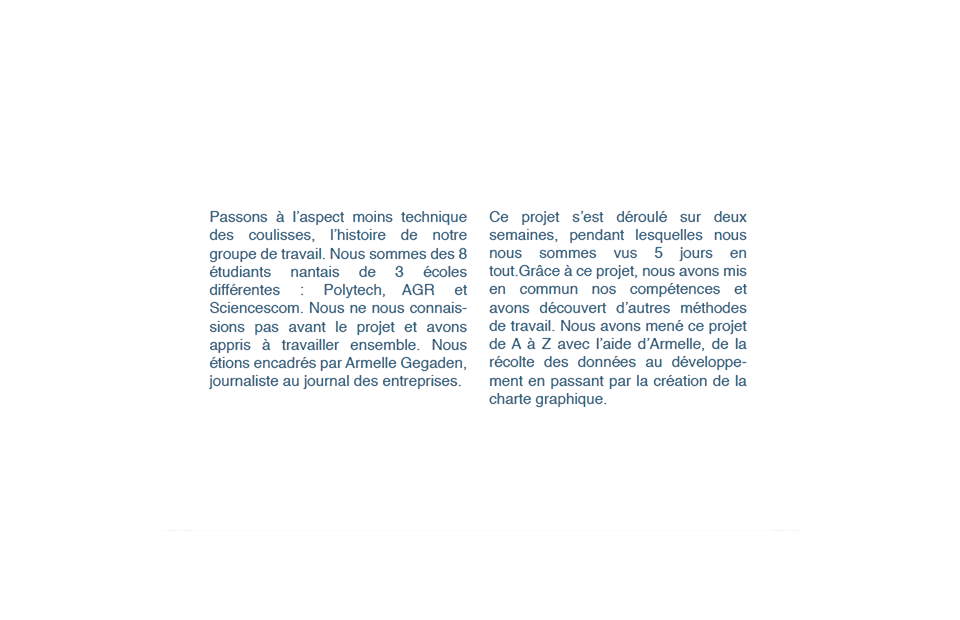 Passons à l’aspect moins technique
des coulisses, l’histoire de notre
groupe de travail. Nous sommes des 8
étudiants nantais de 3 écoles
différentes : Polytech, AGR et
Sciencescom. Nous ne nous connais-
sions pas avant le projet et avons
appris à travailler ensemble. Nous
étions encadrés par Armelle Gegaden,
journaliste au journal des entreprises.
Ce projet s’est déroulé sur deux
semaines, pendant lesquelles nous
nous sommes vus 5 jours en
tout.Grâce à ce projet, nous avons mis
en commun nos compétences et
avons découvert d’autres méthodes
de travail. Nous avons mené ce projet
de A à Z avec l’aide d’Armelle, de la
récolte des données au développe-
ment en passant par la création de la
charte graphique.